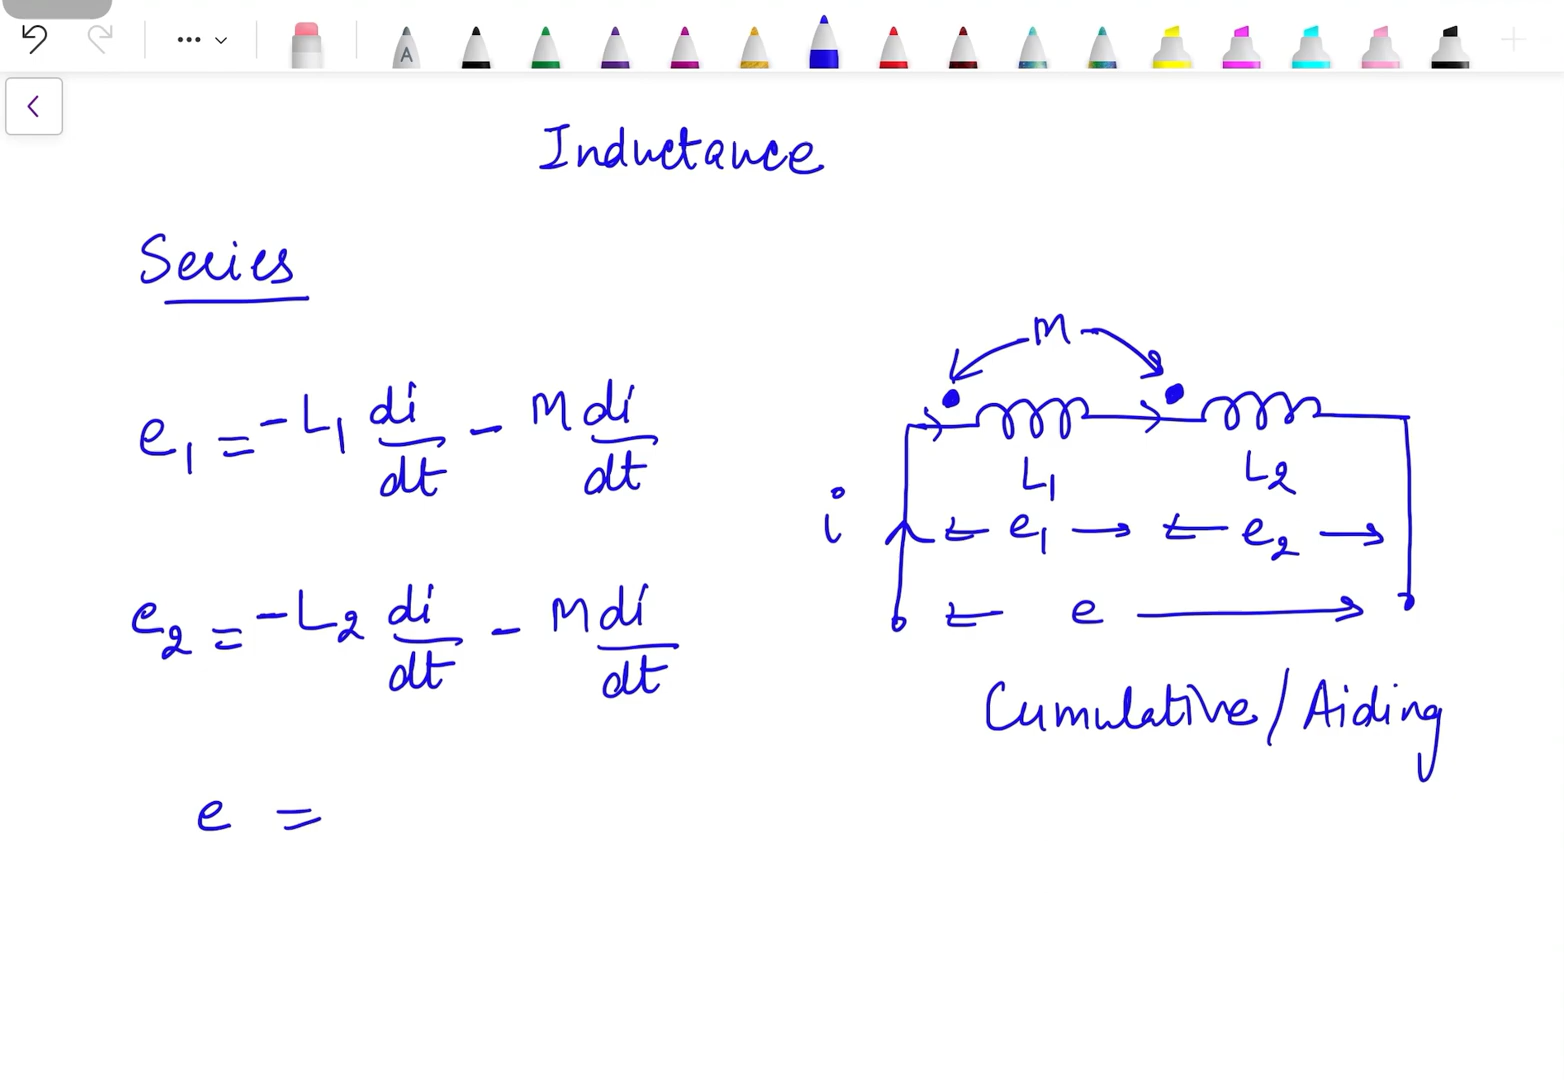 A
Inductance
Series
e₁ = -L₁ di/dt - M di/dt
M
L₁ L₂
i e₁ e₂
e₂ = -L₂ di/dt - M di/dt
e
Cumulative/Aiding
e =